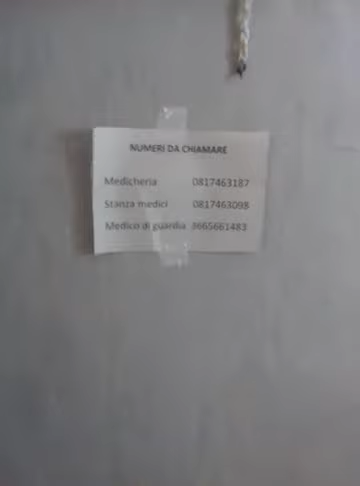 NUMERI DA CHIAMARE
Medicheria 0817463187
Stanza medici 0817463098
Medico di guardia 3665661483